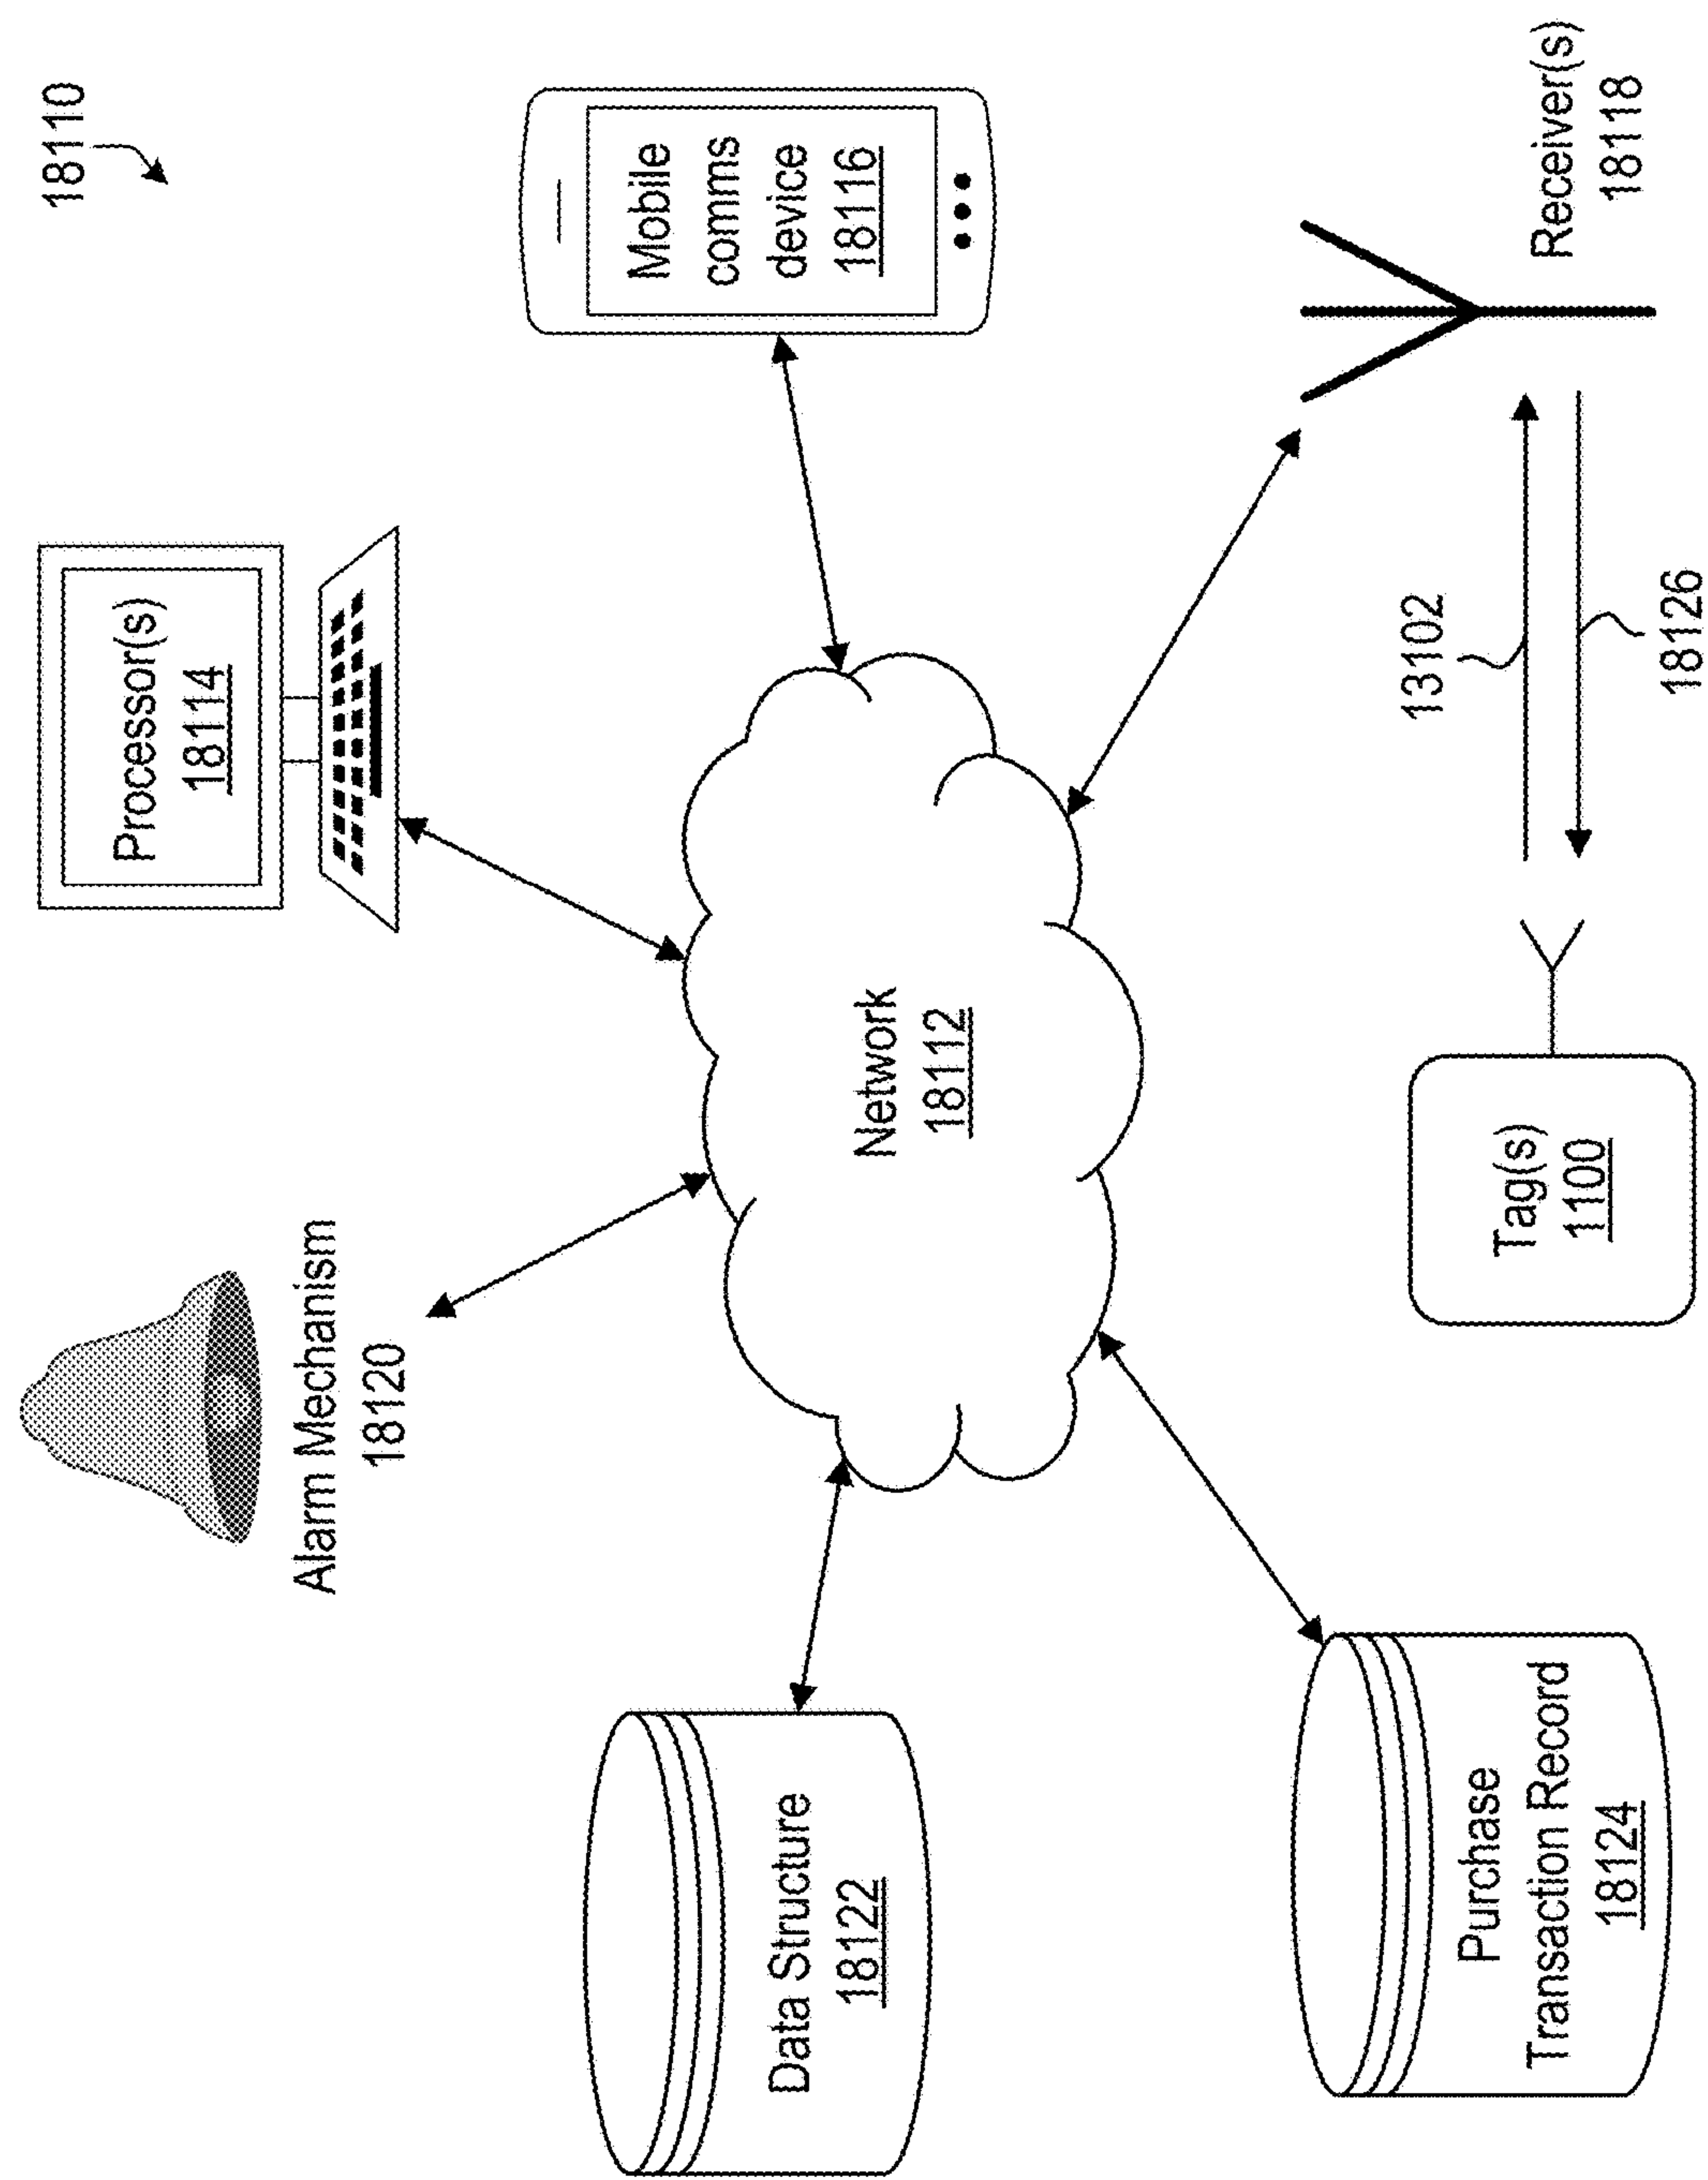 18110
Alarm Mechanism
18120
Processor(s)
18114
Data Structure
18122
Network
18112
Mobile
comms
device
18116
Purchase
Transaction Record
18124
Tag(s)
1100
13102
18126
Receiver(s)
18118